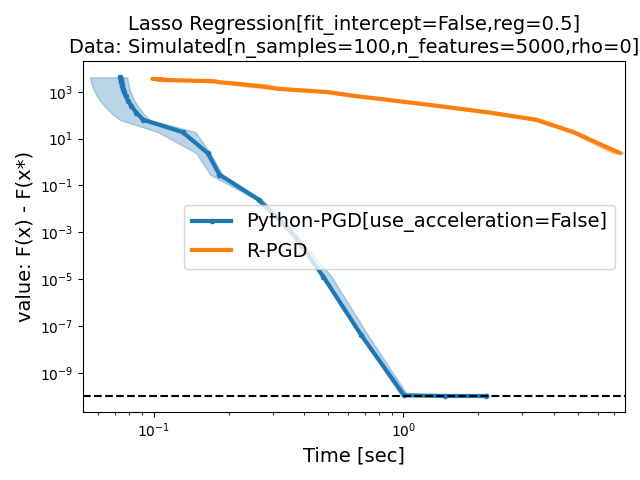 Lasso Regression[fit_intercept=False,reg=0.5]
Data: Simulated[n_samples=100,n_features=5000,rho=0]
value: F(x) - F(x*)
10³
10¹
10⁻¹
10⁻³
10⁻⁵
10⁻⁷
10⁻⁹
Python-PGD[use_acceleration=False]
R-PGD
10⁻¹
10⁰
Time [sec]